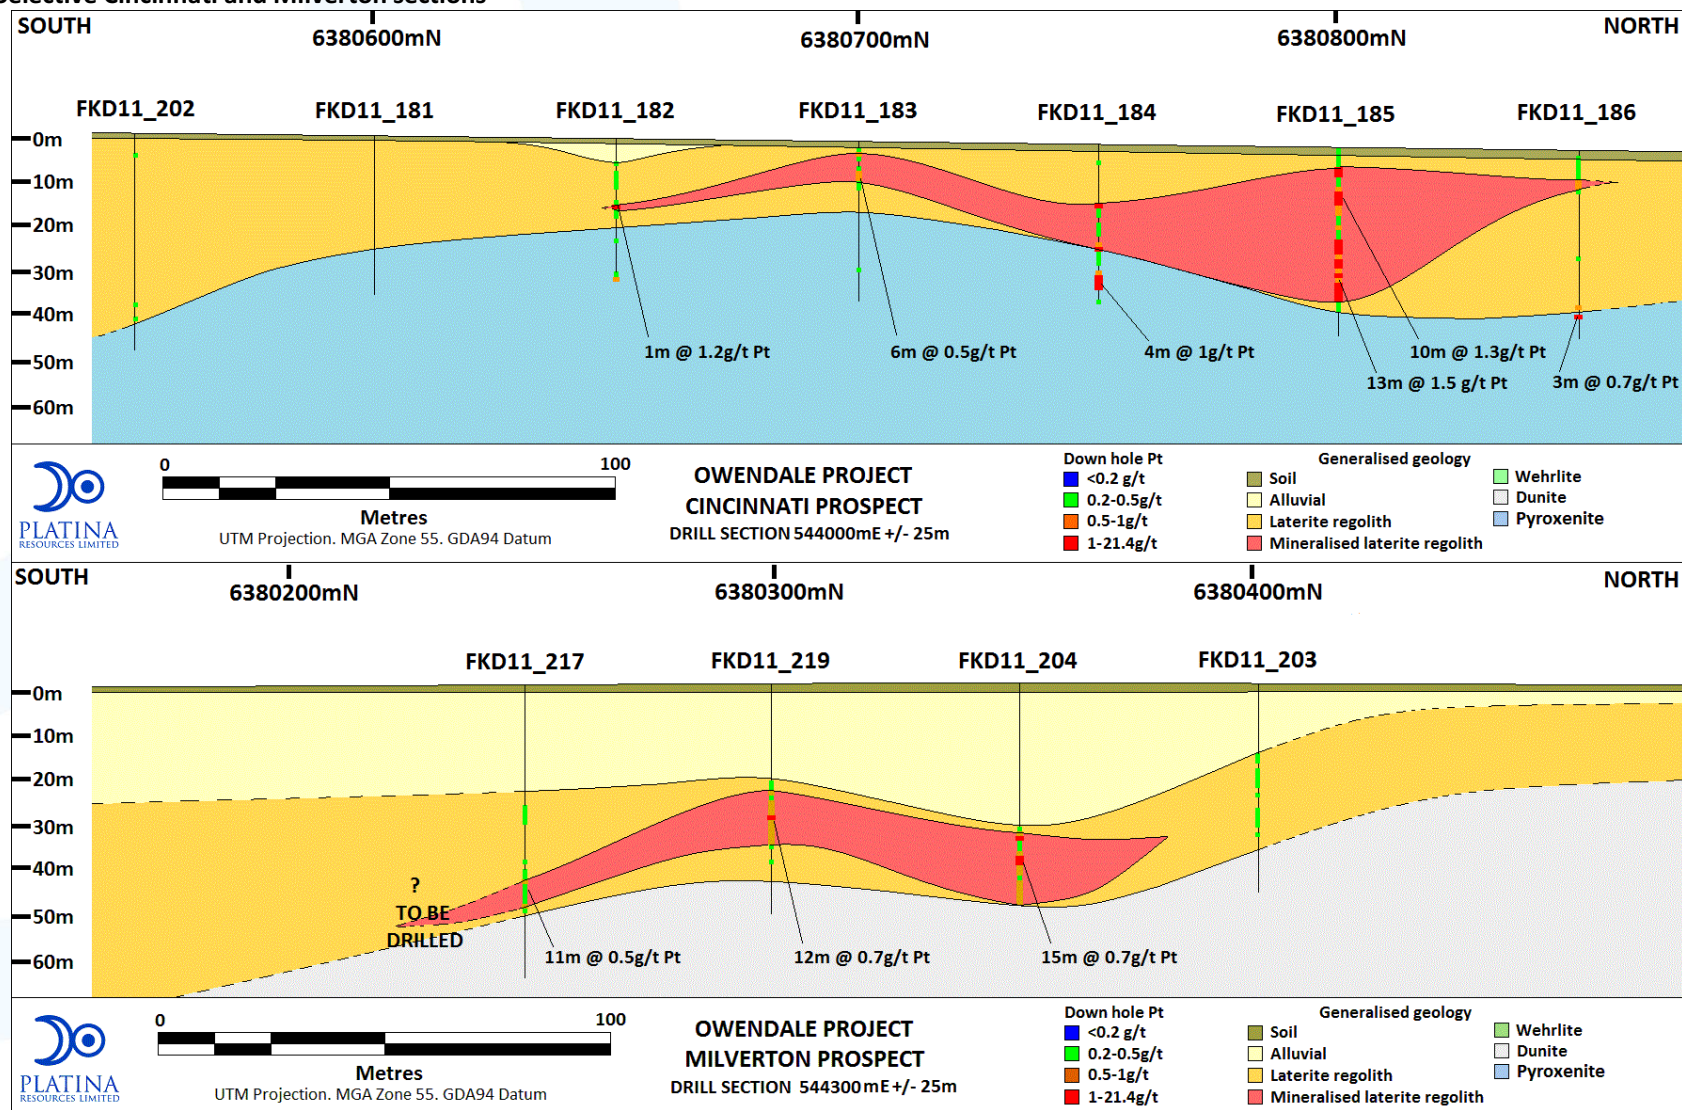 Selective Cincinnati and Milverton sections
SOUTH
6380600mN
6380700mN
6380800mN
NORTH
FKD11_202
FKD11_181
FKD11_182
FKD11_183
FKD11_184
FKD11_185
FKD11_186
0m
10m
20m
30m
40m
50m
60m
1m @ 1.2g/t Pt
6m @ 0.5g/t Pt
4m @ 1g/t Pt
10m @ 1.3g/t Pt
13m @ 1.5 g/t Pt
3m @ 0.7g/t Pt
PLATINA
RESOURCES LIMITED
0
100
Metres
UTM Projection. MGA Zone 55. GDA94 Datum
OWENDALE PROJECT
CINCINNATI PROSPECT
DRILL SECTION 544000mE +/- 25m
Down hole Pt
<0.2 g/t
0.2-0.5g/t
0.5-1g/t
1-21.4g/t
Generalised geology
Soil
Alluvial
Laterite regolith
Mineralised laterite regolith
Wehrlite
Dunite
Pyroxenite
SOUTH
6380200mN
6380300mN
6380400mN
NORTH
FKD11_217
FKD11_219
FKD11_204
FKD11_203
0m
10m
20m
30m
40m
50m
60m
?
TO BE
DRILLED
11m @ 0.5g/t Pt
12m @ 0.7g/t Pt
15m @ 0.7g/t Pt
PLATINA
RESOURCES LIMITED
0
100
Metres
UTM Projection. MGA Zone 55. GDA94 Datum
OWENDALE PROJECT
MILVERTON PROSPECT
DRILL SECTION 544300mE +/- 25m
Down hole Pt
<0.2 g/t
0.2-0.5g/t
0.5-1g/t
1-21.4g/t
Generalised geology
Soil
Alluvial
Laterite regolith
Mineralised laterite regolith
Wehrlite
Dunite
Pyroxenite